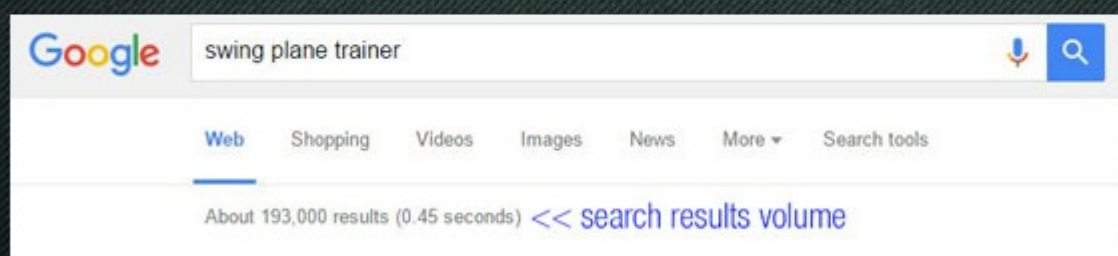 Google swing plane trainer
Web Shopping Videos Images News More Search tools
About 193,000 results (0.45 seconds) << search results volume